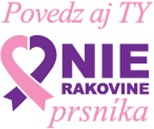 Povedz aj TY
NIE
RAKOVINE
prsníka